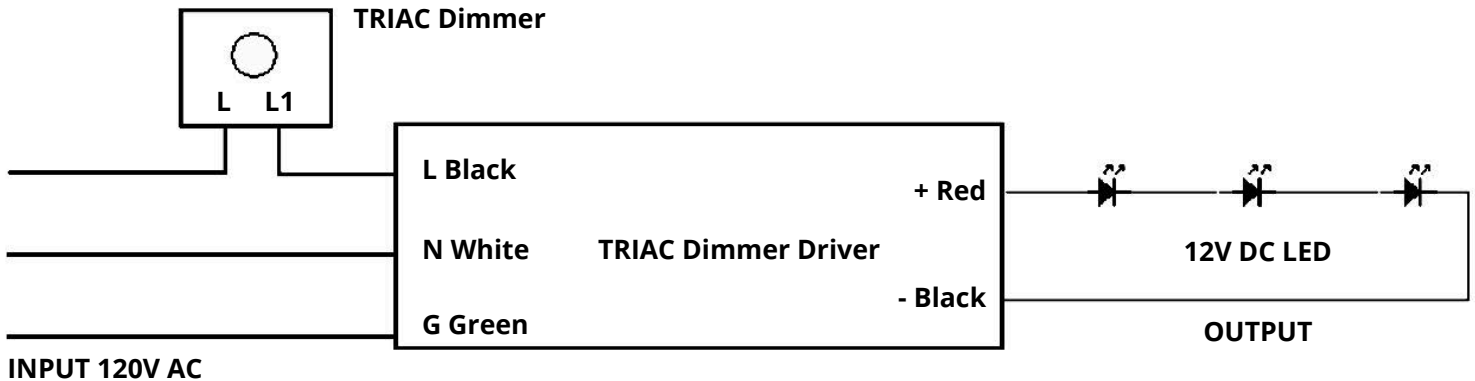 TRIAC Dimmer
L L1
L Black
+ Red
N White
TRIAC Dimmer Driver
12V DC LED
- Black
G Green
OUTPUT
INPUT 120V AC